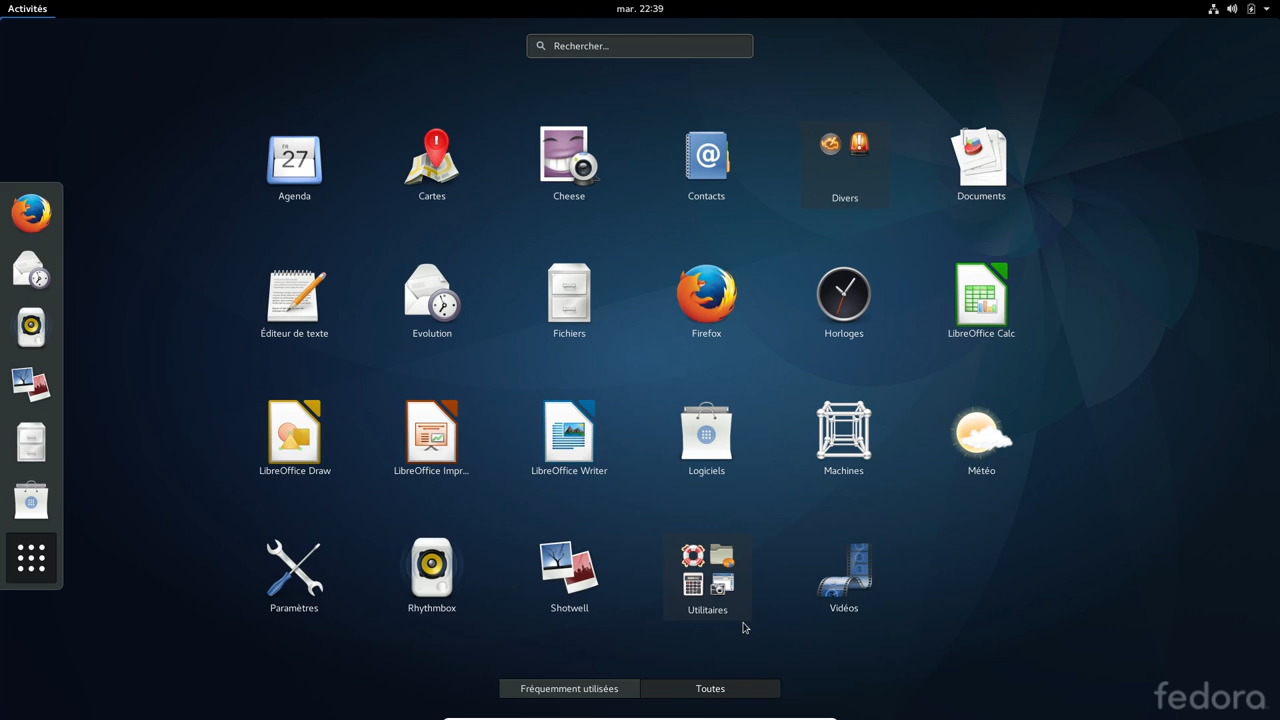 Activités
mar. 22:39
Rechercher...
27
Agenda
Cartes
Cheese
@
Contacts
Divers
Documents
Éditeur de texte
Evolution
Fichiers
Firefox
Horloges
LibreOffice Calc
LibreOffice Draw
LibreOffice Impr...
LibreOffice Writer
Logiciels
Machines
Météo
Paramètres
Rhythmbox
Shotwell
Utilitaires
Vidéos
Fréquemment utilisées
Toutes
fedora